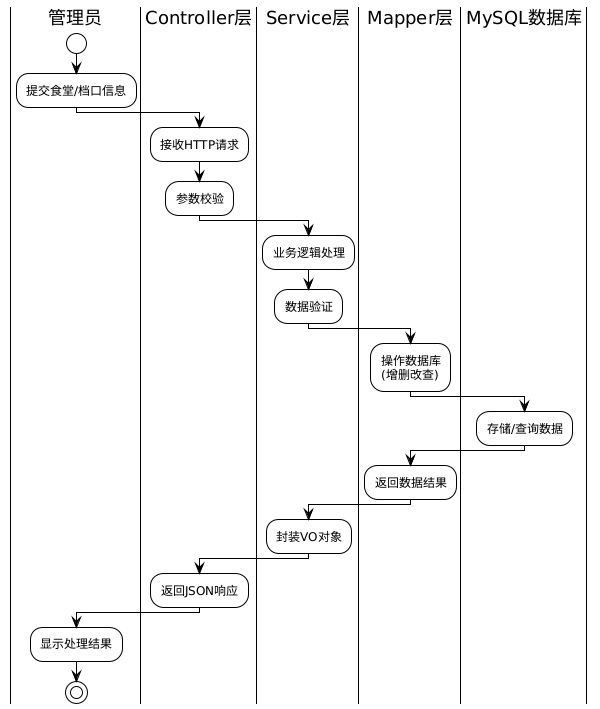 管理员
Controller层
Service层
Mapper层
MySQL数据库
提交食堂/档口信息
接收HTTP请求
参数校验
业务逻辑处理
数据验证
操作数据库
(增删改查)
存储/查询数据
返回数据结果
封装VO对象
返回JSON响应
显示处理结果